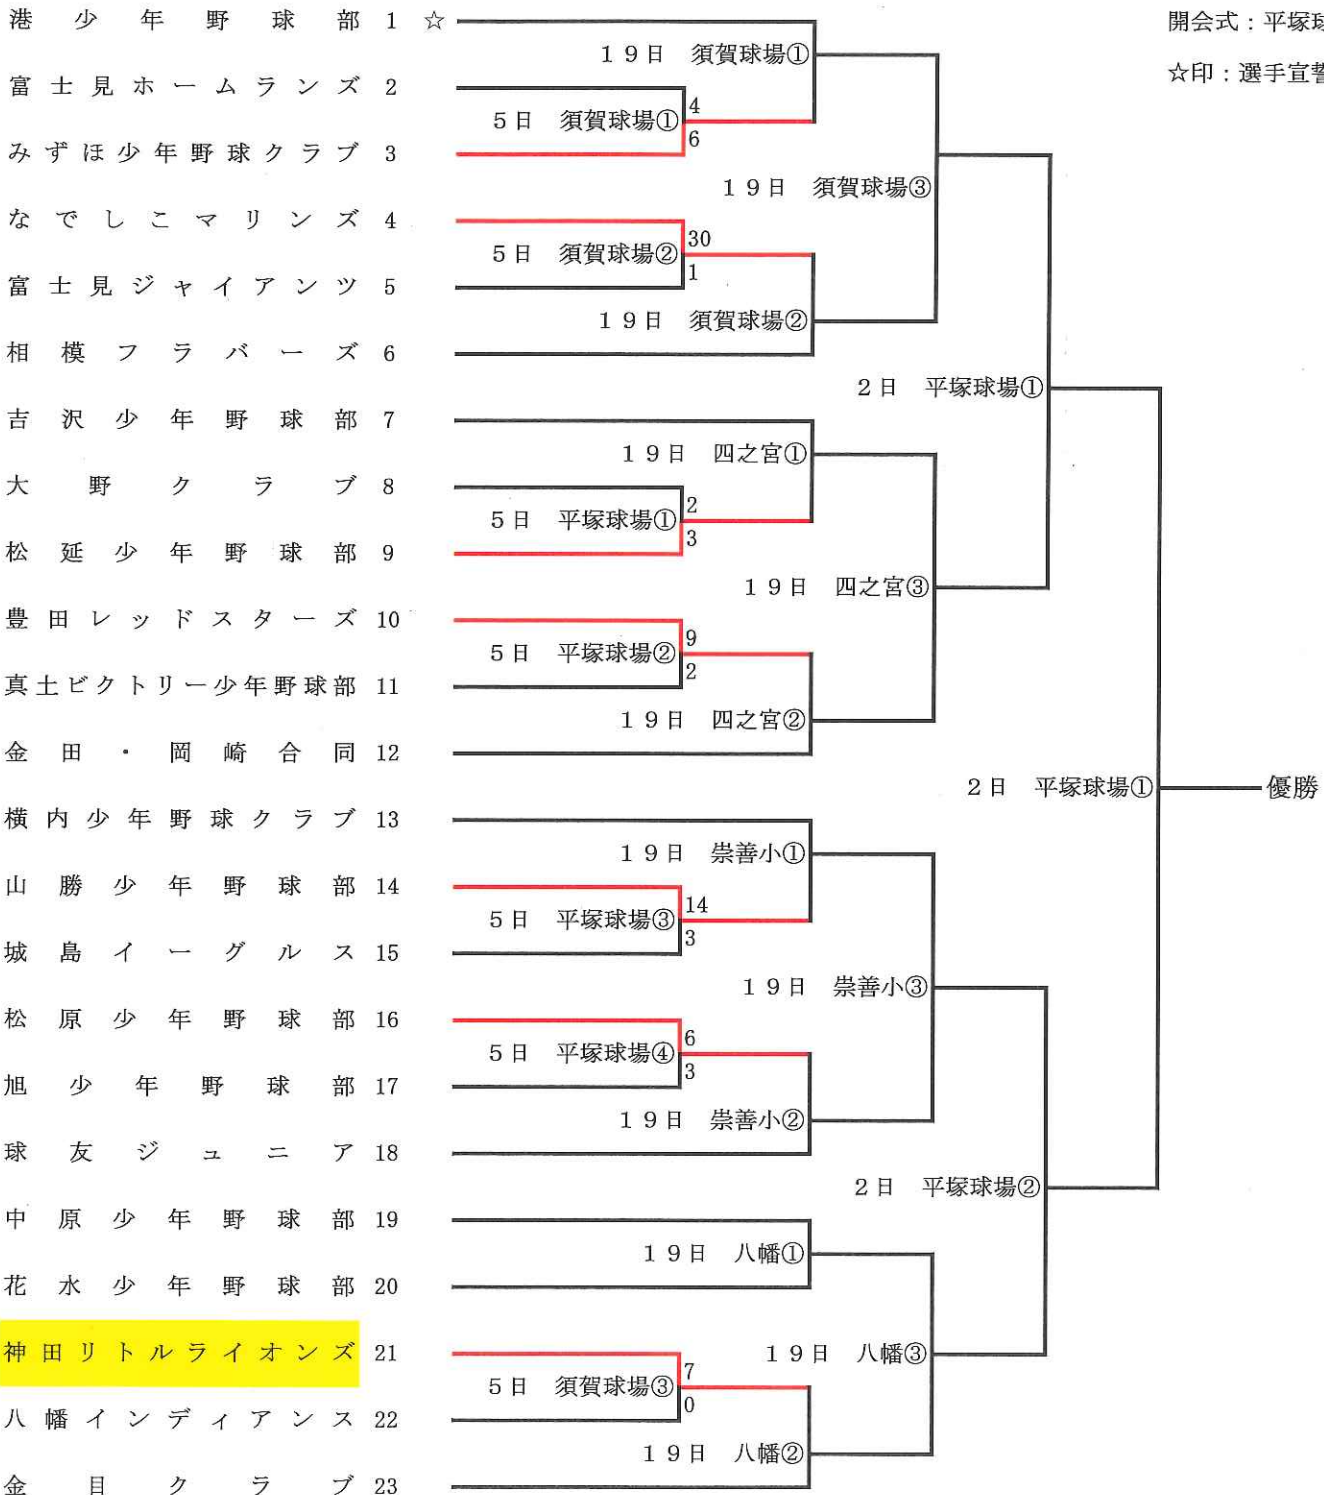 港少年野球部 1 ☆
開会式：平塚球
19日 須賀球場①
☆印：選手宣誓
富士見ホームランズ 2
4
5日 須賀球場①
6
みずほ少年野球クラブ 3
19日 須賀球場③
なでしこマリンズ 4
30
5日 須賀球場②
1
富士見ジャイアンツ 5
19日 須賀球場②
相模フラバーズ 6
2日 平塚球場①
吉沢少年野球部 7
19日 四之宮①
大野クラブ 8
2
5日 平塚球場①
3
松延少年野球部 9
19日 四之宮③
豊田レッドスターズ 10
9
5日 平塚球場②
2
真土ビクトリー少年野球部 11
19日 四之宮②
金田・岡崎合同 12
2日 平塚球場① 優勝
横内少年野球クラブ 13
19日 崇善小①
山勝少年野球部 14
14
5日 平塚球場③
3
城島イーグルス 15
19日 崇善小③
松原少年野球部 16
6
5日 平塚球場④
3
旭少年野球部 17
19日 崇善小②
球友ジュニア 18
2日 平塚球場②
中原少年野球部 19
19日 八幡①
花水少年野球部 20
神田リトルライオンズ 21
19日 八幡③
7
5日 須賀球場③
0
八幡インディアンス 22
19日 八幡②
金目クラブ 23